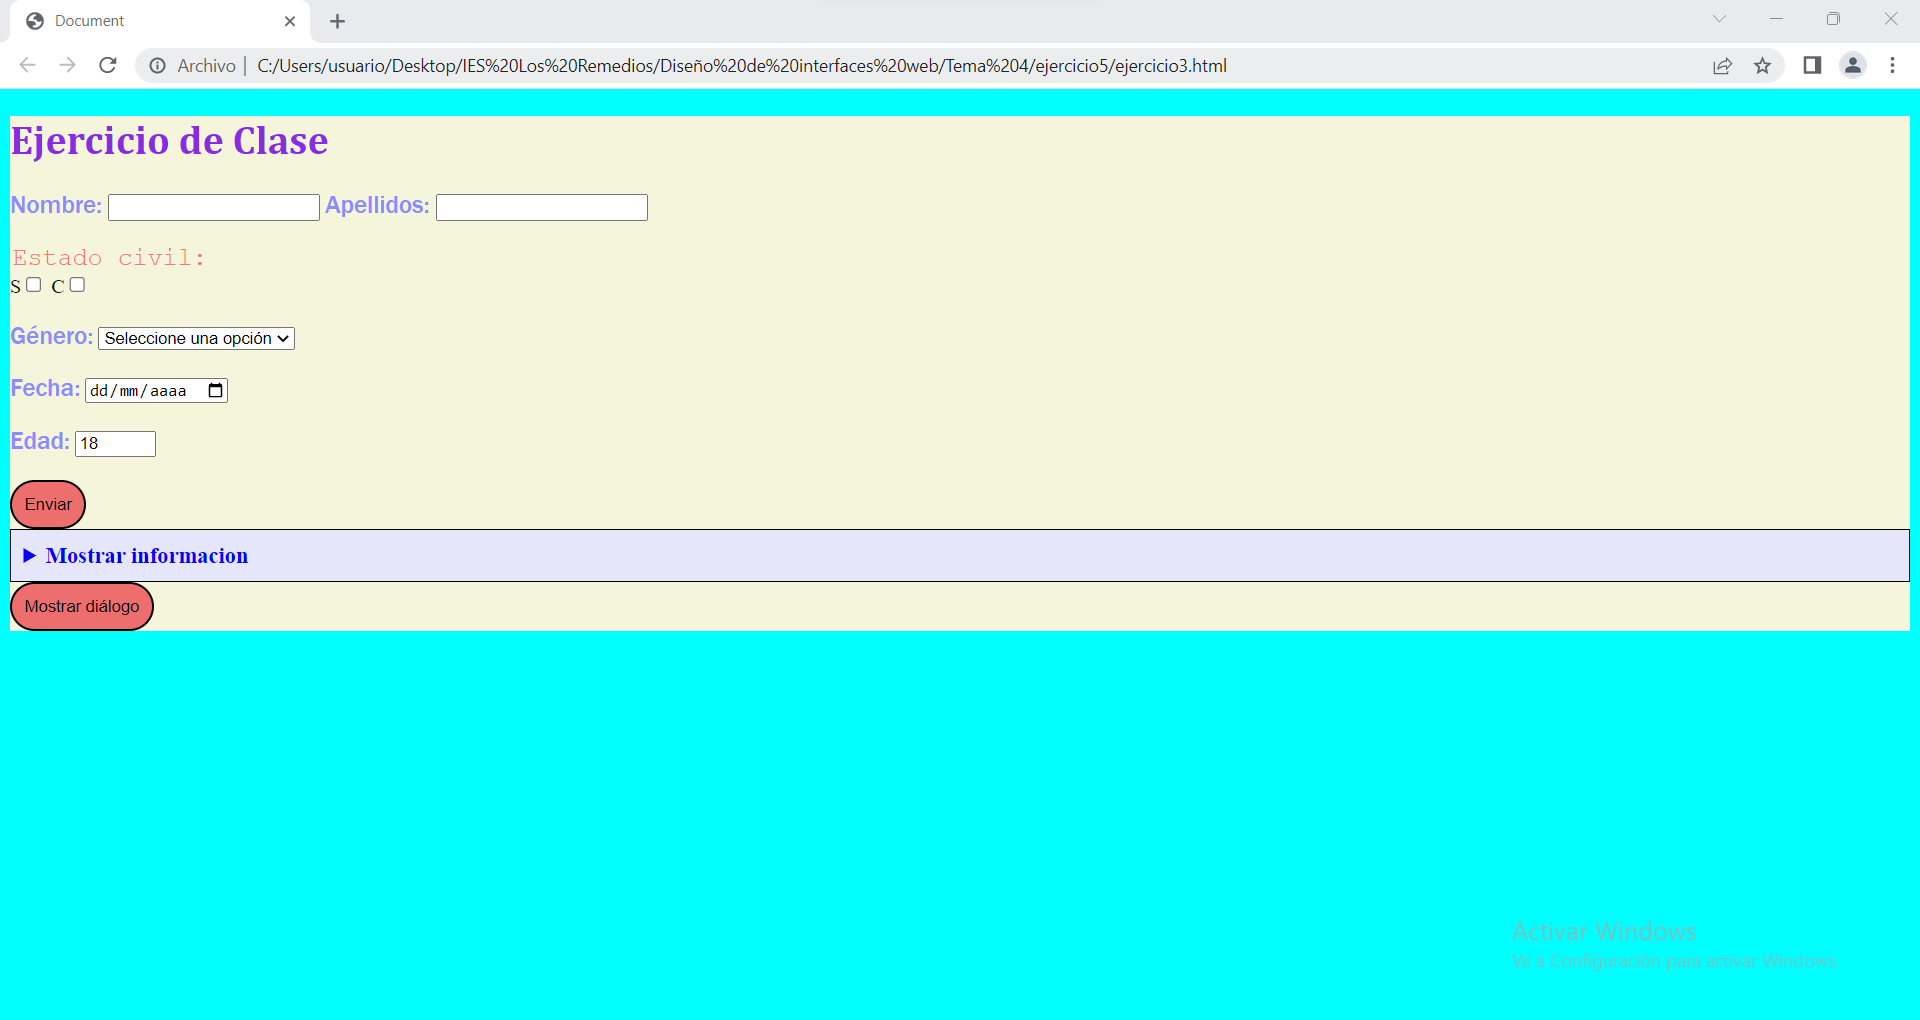 Document
Archivo | C:/Users/usuario/Desktop/IES%20Los%20Remedios/Diseño%20de%20interfaces%20web/Tema%204/ejercicio5/ejercicio3.html
Ejercicio de Clase
Nombre: Apellidos:
Estado civil:
S C
Género: Seleccione una opción
Fecha: dd/mm/aaaa
Edad: 18
Enviar
Mostrar informacion
Mostrar diálogo
Activar Windows
Ve a Configuración para activar Windows.